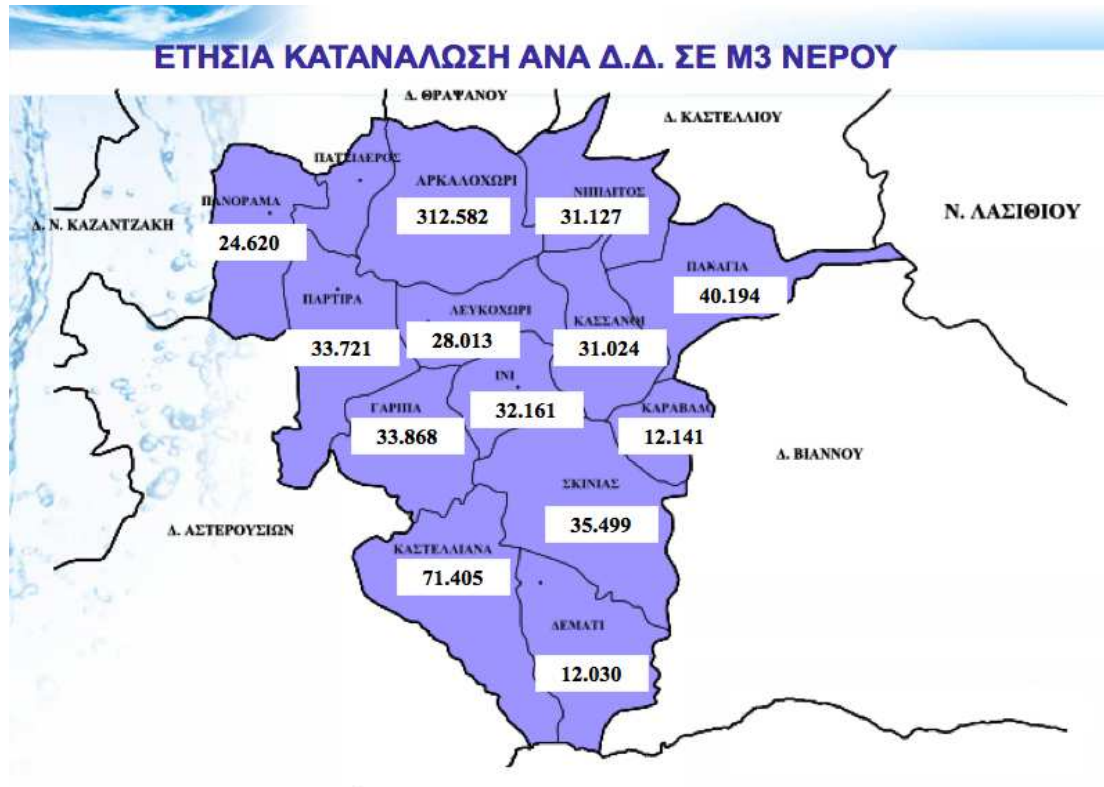 ΕΤΗΣΙΑ ΚΑΤΑΝΑΛΩΣΗ ΑΝΑ Δ.Δ. ΣΕ Μ3 ΝΕΡΟΥ
Δ. ΘΡΑΨΑΝΟΥ
Δ. ΚΑΣΤΕΛΛΙΟΥ
ΠΑΤΣΙΔΕΡΟΣ
ΑΡΚΑΛΟΧΩΡΙ
312.582
ΝΙΠΙΔΙΤΟΣ
31.127
ΠΑΝΟΡΑΜΑ
24.620
Δ. Ν. ΚΑΖΑΝΤΖΑΚΗ
Ν. ΛΑΣΙΘΙΟΥ
ΠΑΝΑΓΙΑ
40.194
ΠΑΡΤΙΡΑ
33.721
ΛΕΥΚΟΧΩΡΙ
28.013
ΚΑΣΣΑΝΟΙ
31.024
ΙΝΙ
32.161
ΓΑΡΙΠΑ
33.868
ΚΑΡΑΒΑΔΟ
12.141
Δ. ΒΙΑΝΝΟΥ
ΣΚΙΝΙΑΣ
35.499
Δ. ΑΣΤΕΡΟΥΣΙΩΝ
ΚΑΣΤΕΛΛΙΑΝΑ
71.405
ΔΕΜΑΤΙ
12.030